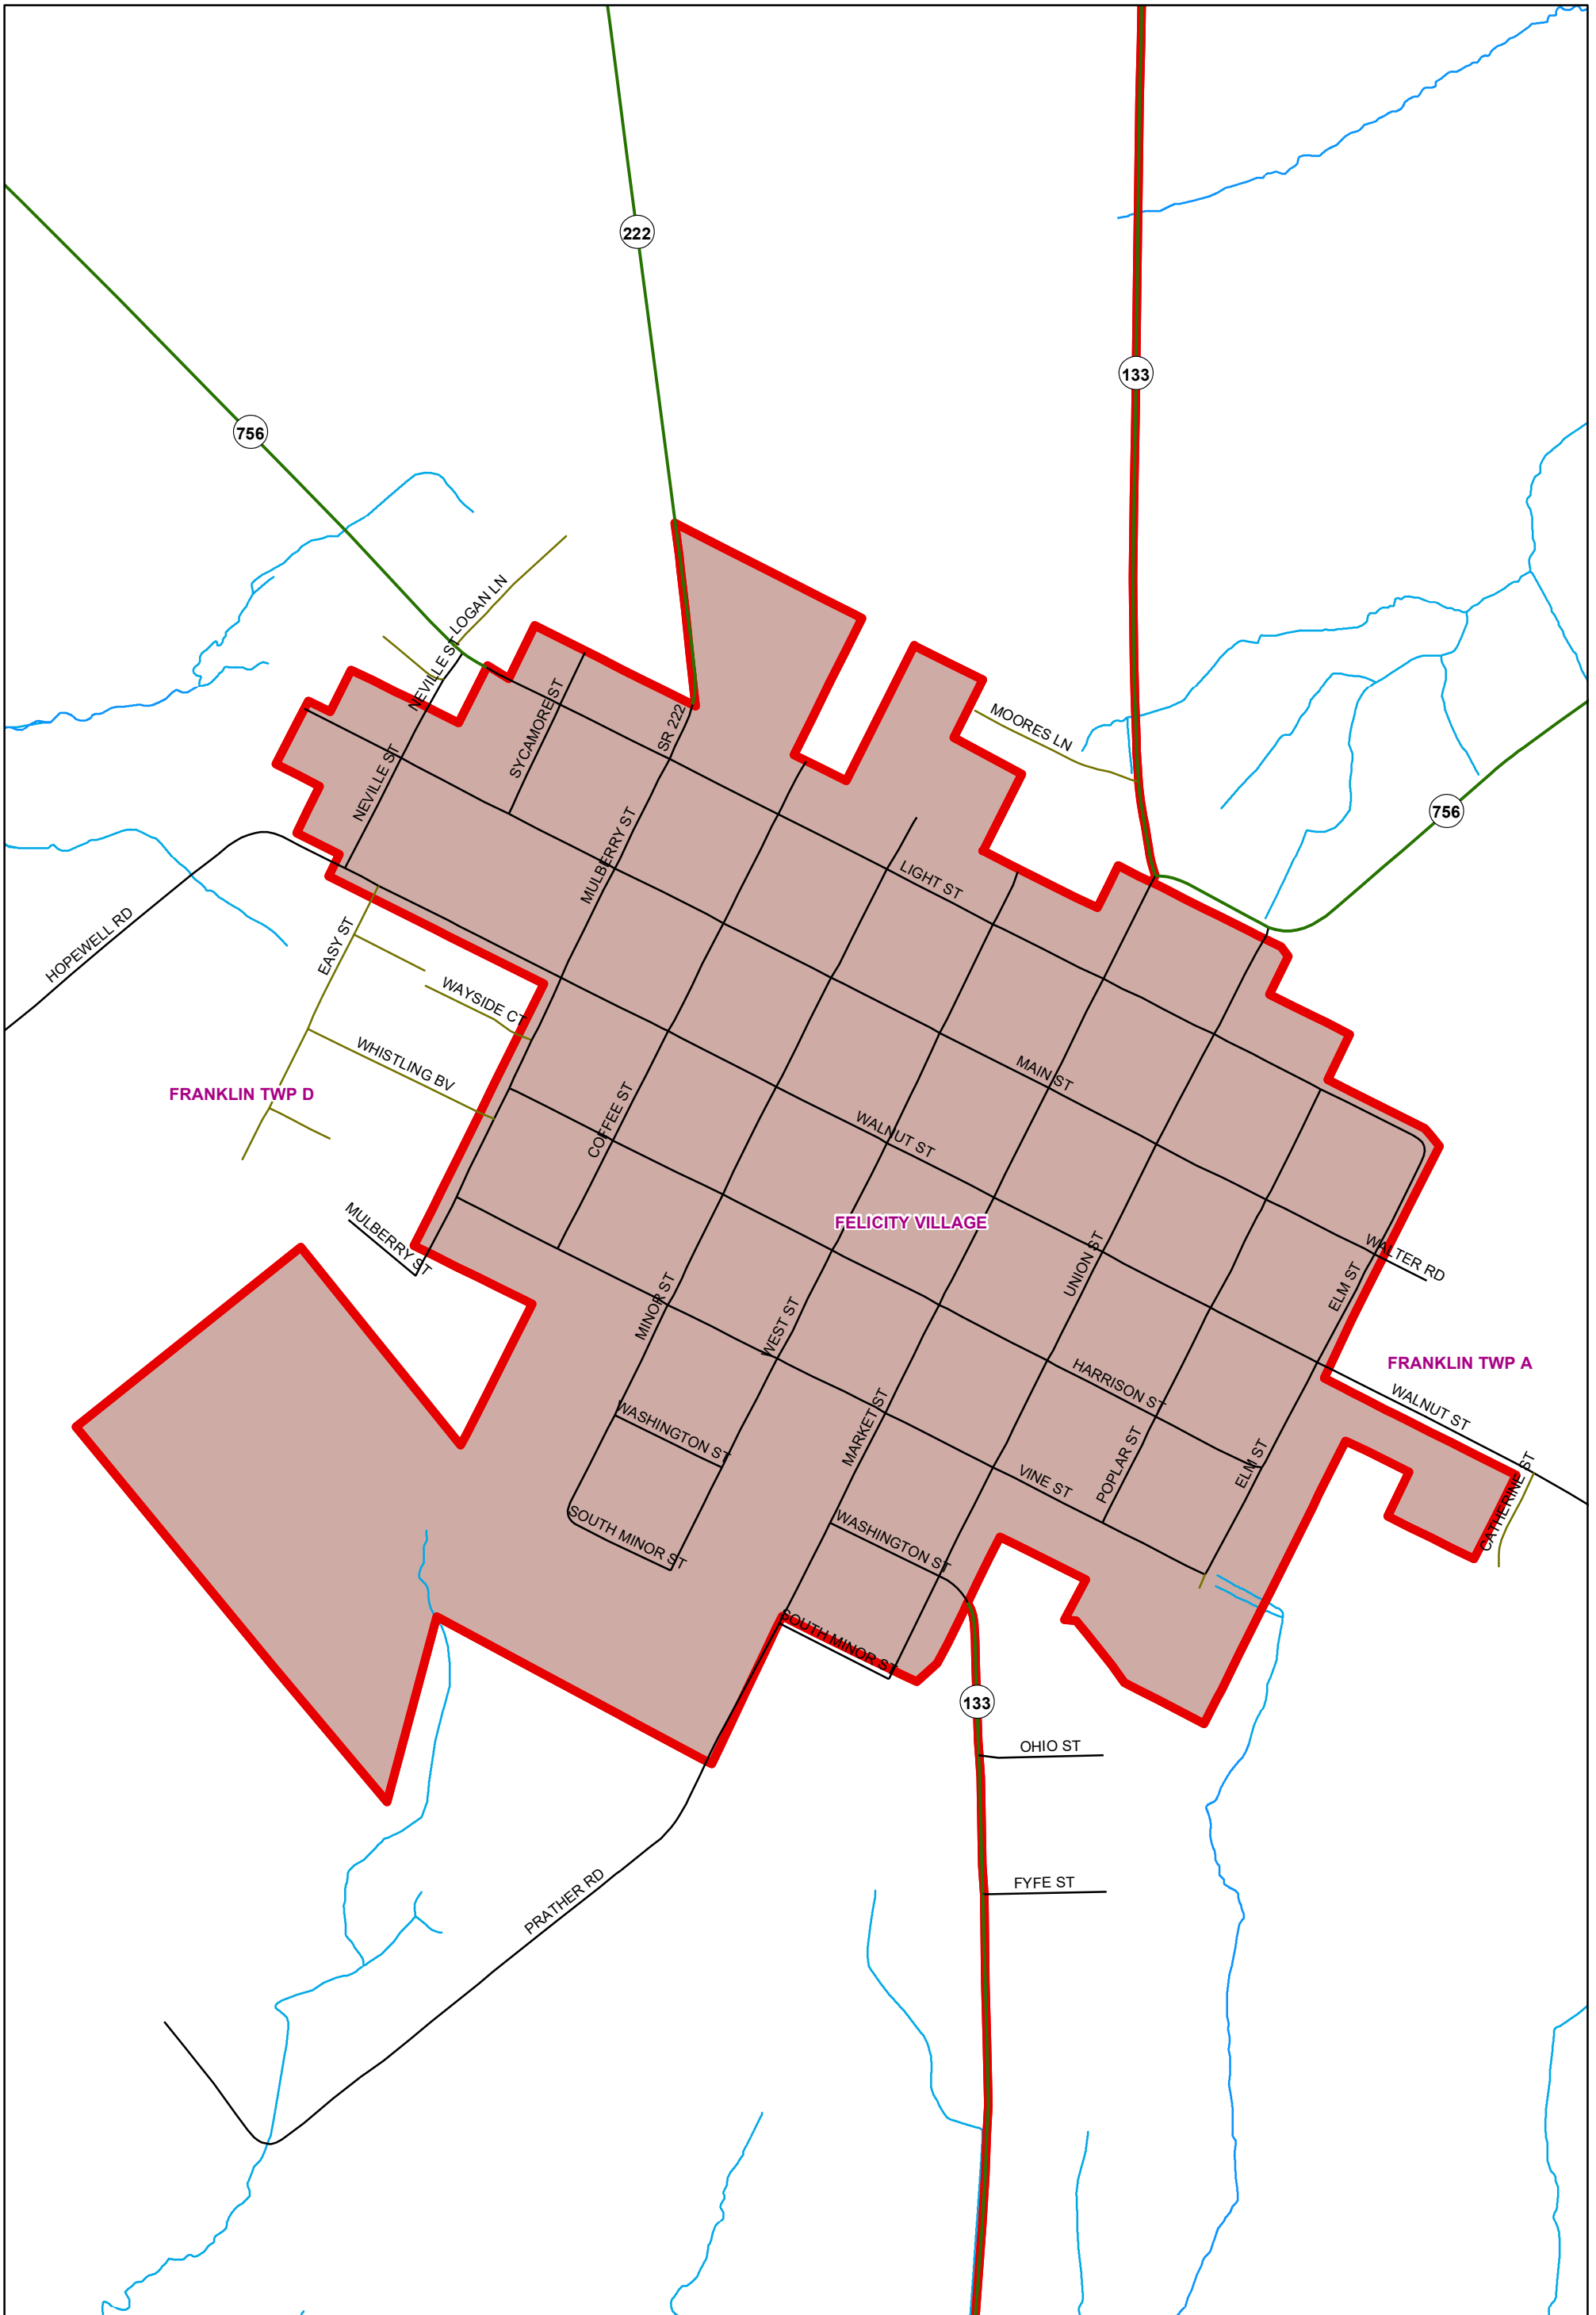 222
133
756
LOGAN LN
NEVILLE ST
SYCAMORE ST
SR 222
MOORES LN
NEVILLE ST
756
MULBERRY ST
LIGHT ST
HOPEWELL RD
EASY ST
WAYSIDE CT
WHISTLING BV
MAIN ST
FRANKLIN TWP D
COFFEE ST
WALNUT ST
FELICITY VILLAGE
MULBERRY ST
UNION ST
WALTER RD
ELM ST
MINOR ST
WEST ST
FRANKLIN TWP A
HARRISON ST
WALNUT ST
MARKET ST
WASHINGTON ST
POPLAR ST
ELM ST
VINE ST
CATHERINE ST
SOUTH MINOR ST
WASHINGTON ST
SOUTH MINOR ST
133
OHIO ST
FYFE ST
PRATHER RD